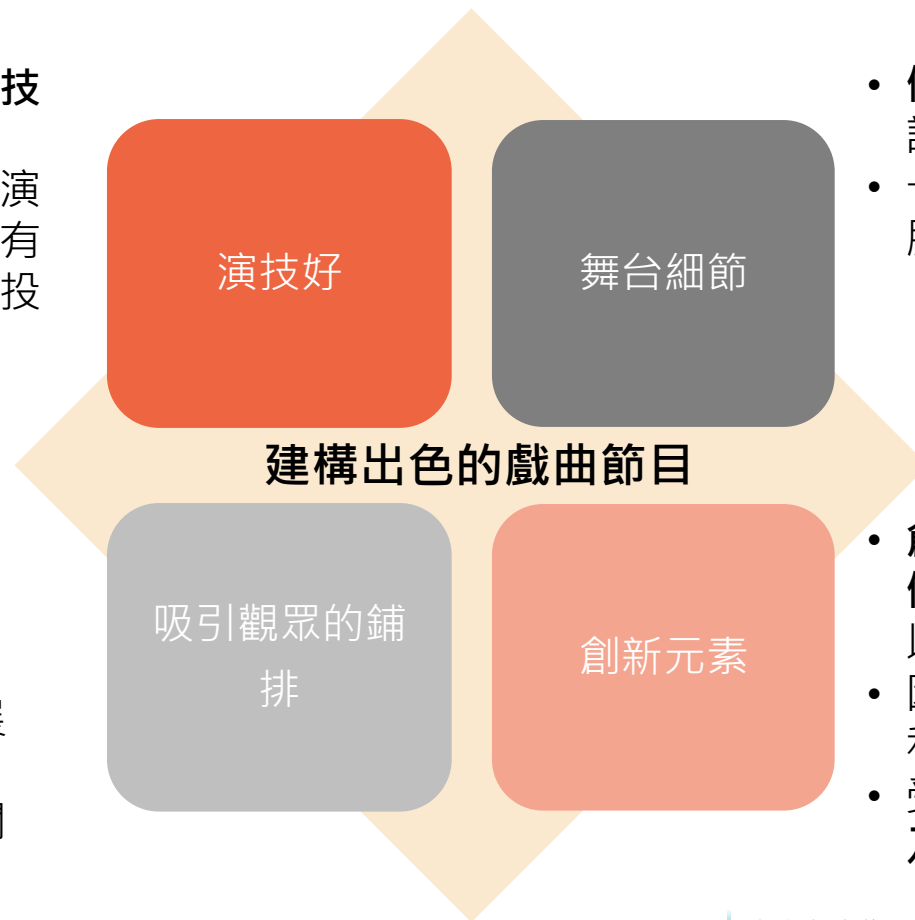 技
演
有
投
演技好
舞台細節
建構出色的戲曲節目
吸引觀眾的鋪
排
創新元素